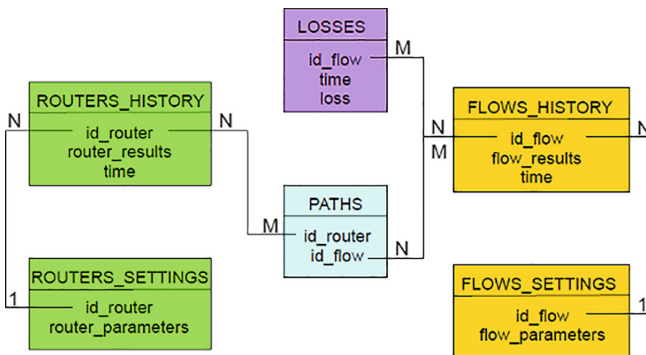 LOSSES
id_flow
time
loss
M
ROUTERS_HISTORY
id_router
router_results
time
N
N
FLOWS_HISTORY
id_flow
flow_results
time
N
M
N
PATHS
id_router
id_flow
M
N
ROUTERS_SETTINGS
id_router
router_parameters
1
FLOWS_SETTINGS
id_flow
flow_parameters
1